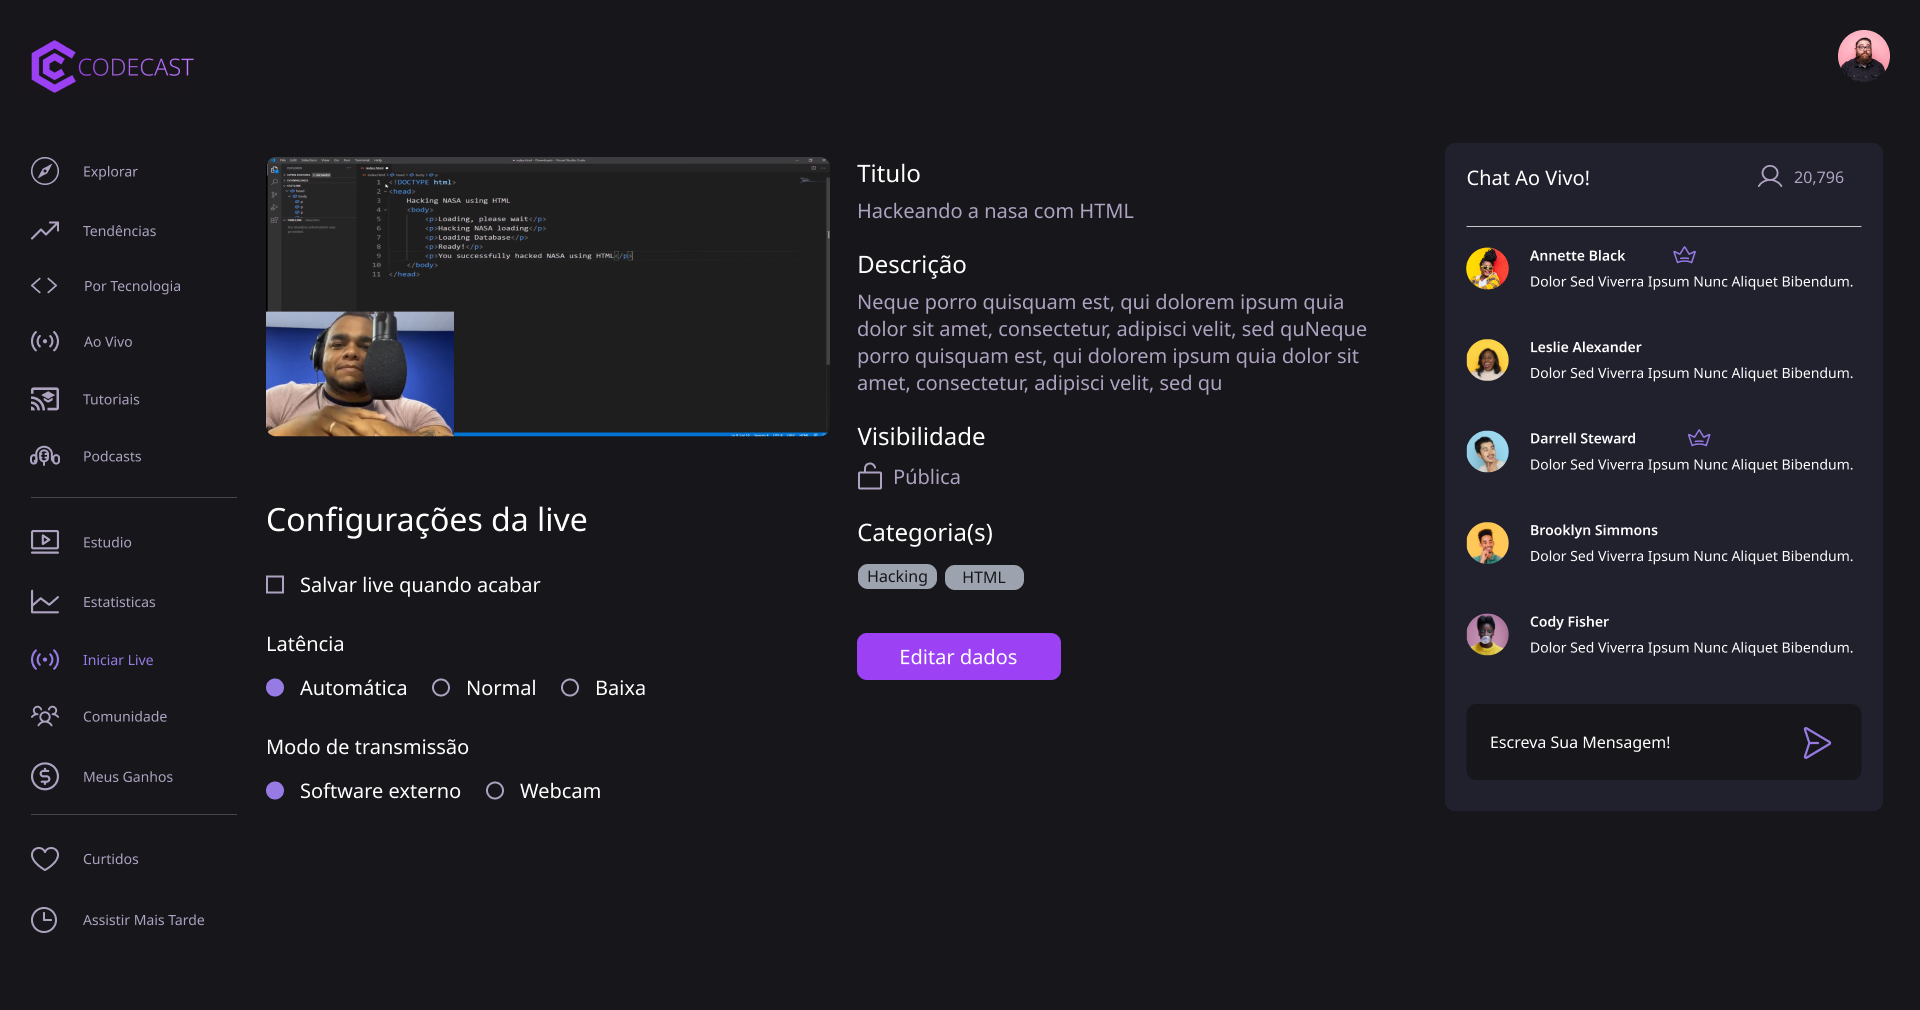 CODECAST
Explorar
Tendências
Por Tecnologia
Ao Vivo
Tutoriais
Podcasts
Estudio
Estatisticas
Iniciar Live
Comunidade
Meus Ganhos
Curtidos
Assistir Mais Tarde
1 <!DOCTYPE html>
2 <head>
3 Hacking NASA using HTML
4 <body>
5 <p>Loading, please wait</p>
6 <p>Hacking NASA loading</p>
7 <p>Loading Database</p>
8 <p>Ready!</p>
9 <p>You successfully hacked NASA using HTML</p>
10 </body>
11 </head>
Configurações da live
Salvar live quando acabar
Latência
Automática Normal Baixa
Modo de transmissão
Software externo Webcam
Titulo
Hackeando a nasa com HTML
Descrição
Neque porro quisquam est, qui dolorem ipsum quia
dolor sit amet, consectetur, adipisci velit, sed quNeque
porro quisquam est, qui dolorem ipsum quia dolor sit
amet, consectetur, adipisci velit, sed qu
Visibilidade
Pública
Categoria(s)
Hacking HTML
Editar dados
Chat Ao Vivo! 20,796
Annette Black
Dolor Sed Viverra Ipsum Nunc Aliquet Bibendum.
Leslie Alexander
Dolor Sed Viverra Ipsum Nunc Aliquet Bibendum.
Darrell Steward
Dolor Sed Viverra Ipsum Nunc Aliquet Bibendum.
Brooklyn Simmons
Dolor Sed Viverra Ipsum Nunc Aliquet Bibendum.
Cody Fisher
Dolor Sed Viverra Ipsum Nunc Aliquet Bibendum.
Escreva Sua Mensagem!